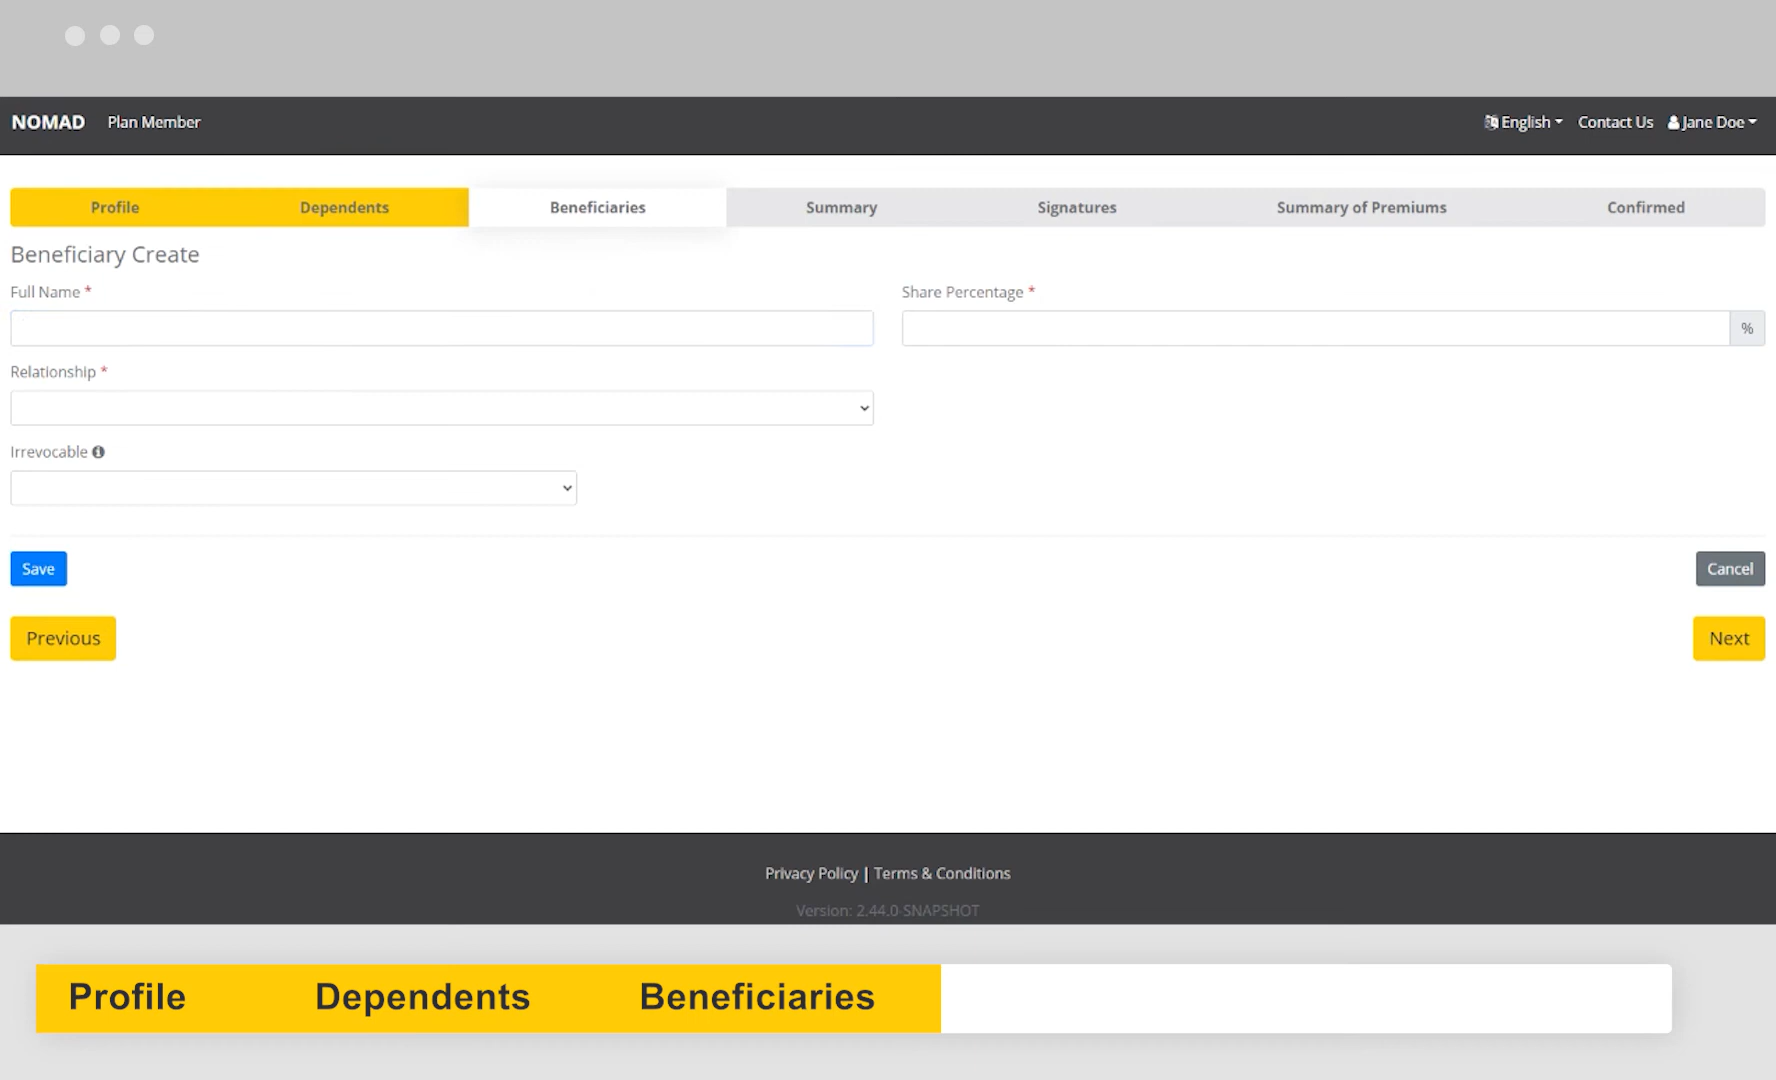 NOMAD Plan Member English Contact Us Jane Doe
Profile Dependents Beneficiaries Summary Signatures Summary of Premiums Confirmed
Beneficiary Create
Full Name * Share Percentage *
%
Relationship *
Irrevocable
Save Cancel
Previous Next
Privacy Policy | Terms & Conditions
Version: 2.44.0-SNAPSHOT
Profile Dependents Beneficiaries